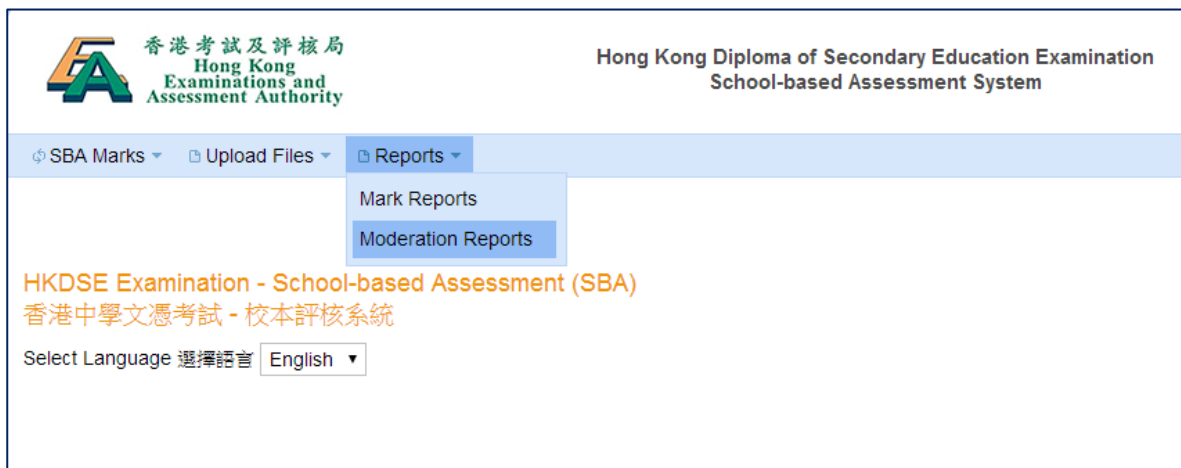 香港考試及評核局
Hong Kong
Examinations and
Assessment Authority
Hong Kong Diploma of Secondary Education Examination
School-based Assessment System
SBA Marks
Upload Files
Reports
Mark Reports
Moderation Reports
HKDSE Examination - School-based Assessment (SBA)
香港中學文憑考試 - 校本評核系統
Select Language 選擇語言 English